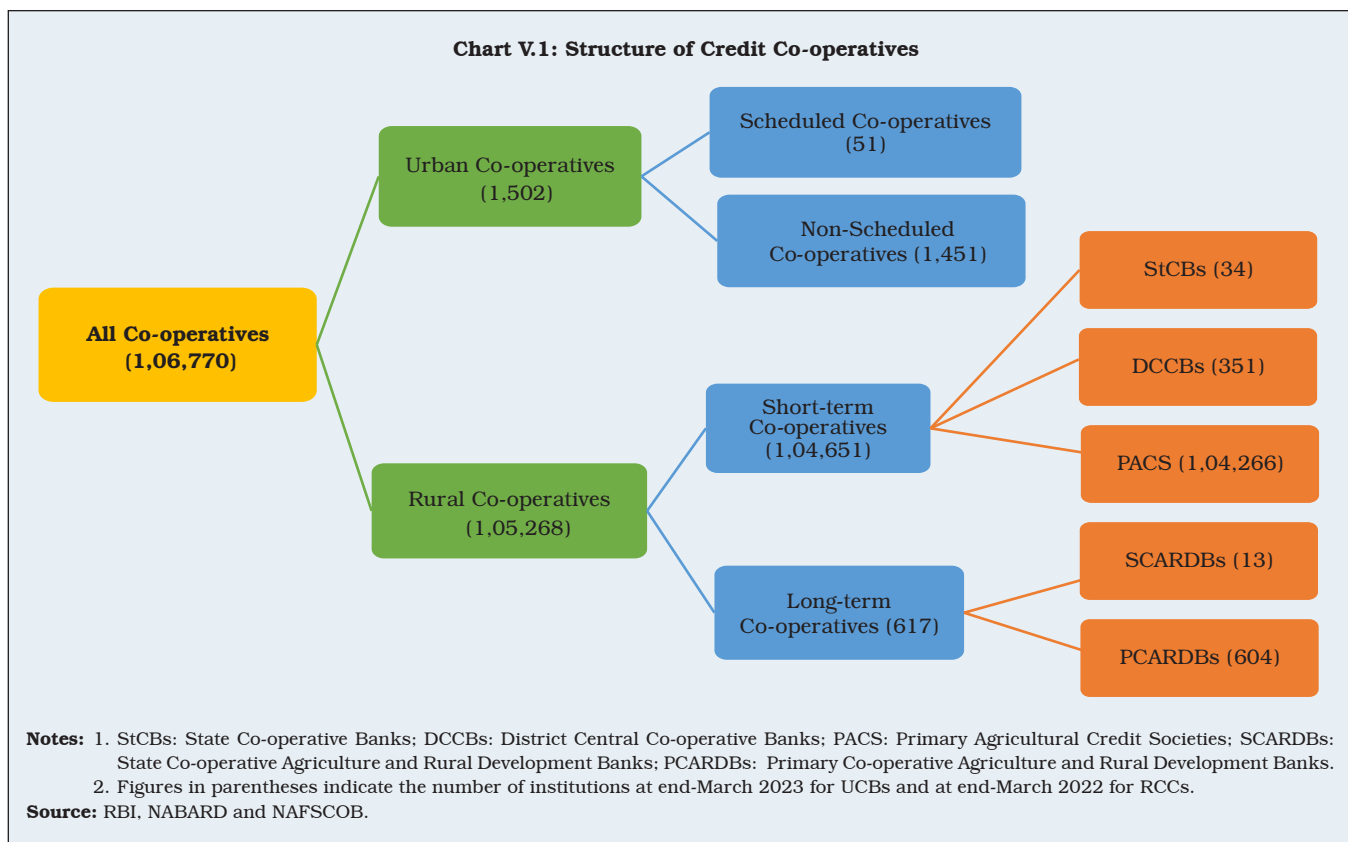 Chart V.1: Structure of Credit Co-operatives
All Co-operatives
(1,06,770)
Urban Co-operatives
(1,502)
Rural Co-operatives
(1,05,268)
Scheduled Co-operatives
(51)
Non-Scheduled
Co-operatives (1,451)
Short-term
Co-operatives
(1,04,651)
Long-term
Co-operatives (617)
StCBs (34)
DCCBs (351)
PACS (1,04,266)
SCARDBs (13)
PCARDBs (604)
Notes: 1. StCBs: State Co-operative Banks; DCCBs: District Central Co-operative Banks; PACS: Primary Agricultural Credit Societies; SCARDBs:
State Co-operative Agriculture and Rural Development Banks; PCARDBs: Primary Co-operative Agriculture and Rural Development Banks.
2. Figures in parentheses indicate the number of institutions at end-March 2023 for UCBs and at end-March 2022 for RCCs.
Source: RBI, NABARD and NAFSCOB.